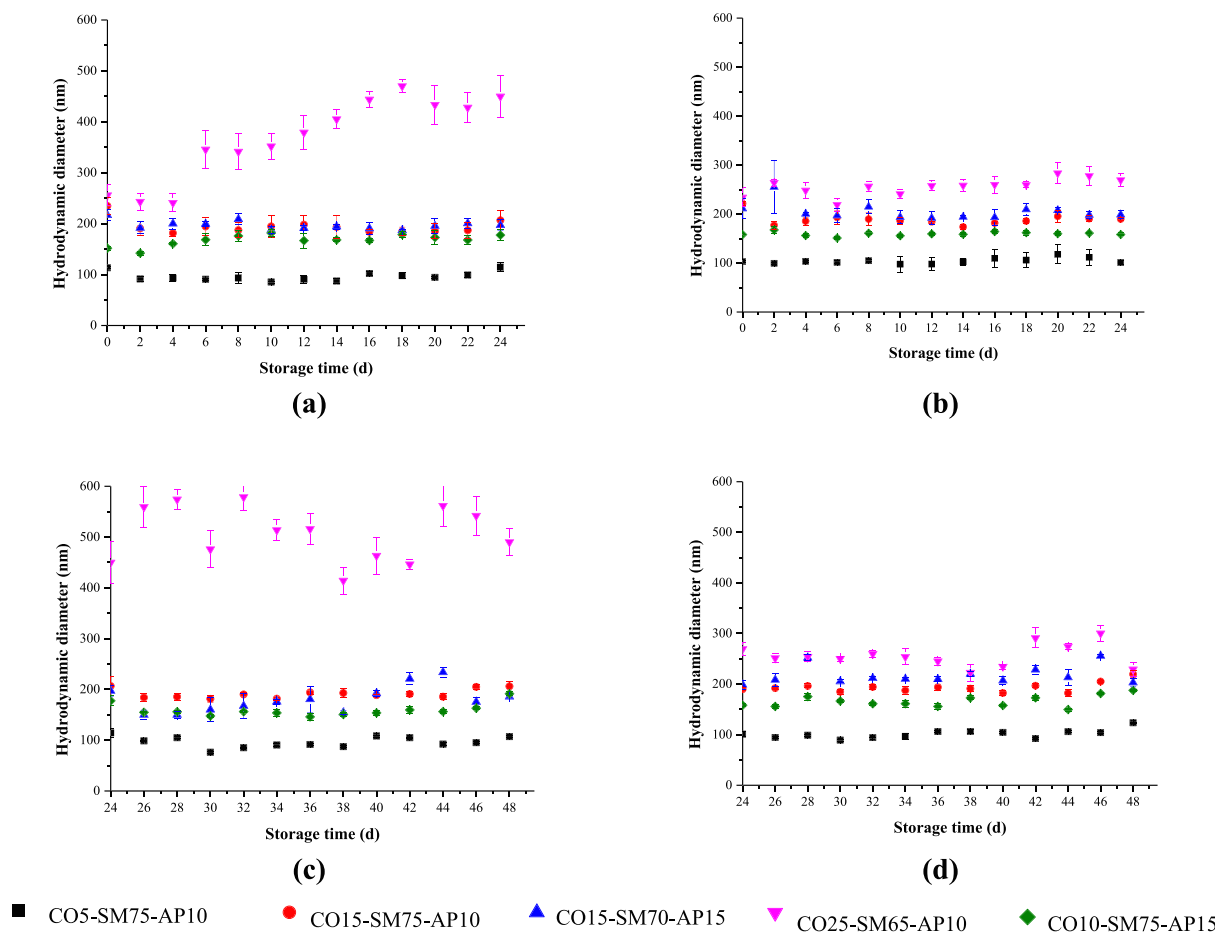 600
500
400
300
200
100
0
Hydrodynamic diameter (nm)
0 2 4 6 8 10 12 14 16 18 20 22 24
Storage time (d)
(a)
600
500
400
300
200
100
0
Hydrodynamic diameter (nm)
0 2 4 6 8 10 12 14 16 18 20 22 24
Storage time (d)
(b)
600
500
400
300
200
100
0
Hydrodynamic diameter (nm)
24 26 28 30 32 34 36 38 40 42 44 46 48
Storage time (d)
(c)
600
500
400
300
200
100
0
Hydrodynamic diameter (nm)
24 26 28 30 32 34 36 38 40 42 44 46 48
Storage time (d)
(d)
CO5-SM75-AP10 CO15-SM75-AP10 CO15-SM70-AP15 CO25-SM65-AP10 CO10-SM75-AP15